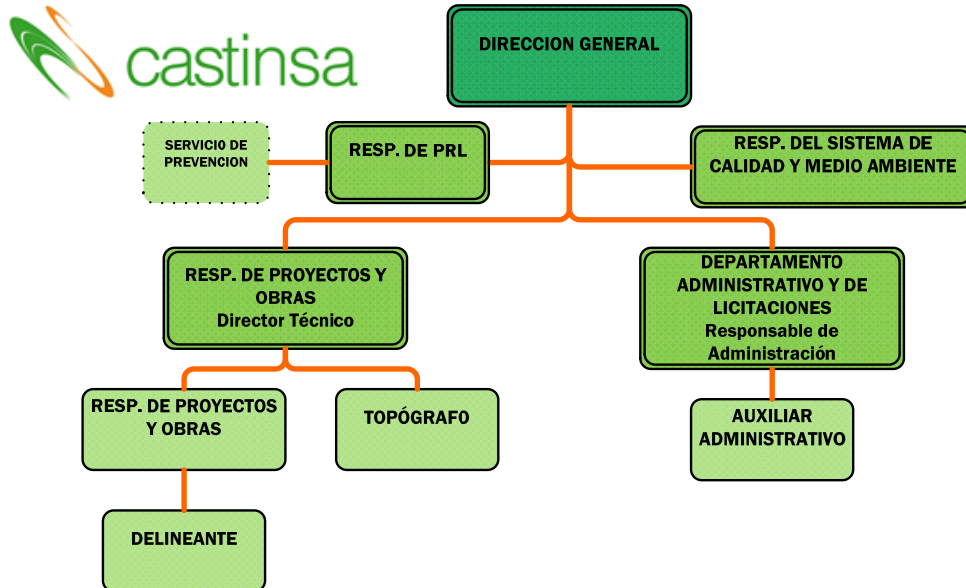 castinsa
DIRECCION GENERAL
SERVICIO DE
PREVENCION
RESP. DE PRL
RESP. DEL SISTEMA DE
CALIDAD Y MEDIO AMBIENTE
RESP. DE PROYECTOS Y
OBRAS
Director Técnico
DEPARTAMENTO
ADMINISTRATIVO Y DE
LICITACIONES
Responsable de
Administración
RESP. DE PROYECTOS
Y OBRAS
TOPÓGRAFO
AUXILIAR
ADMINISTRATIVO
DELINEANTE